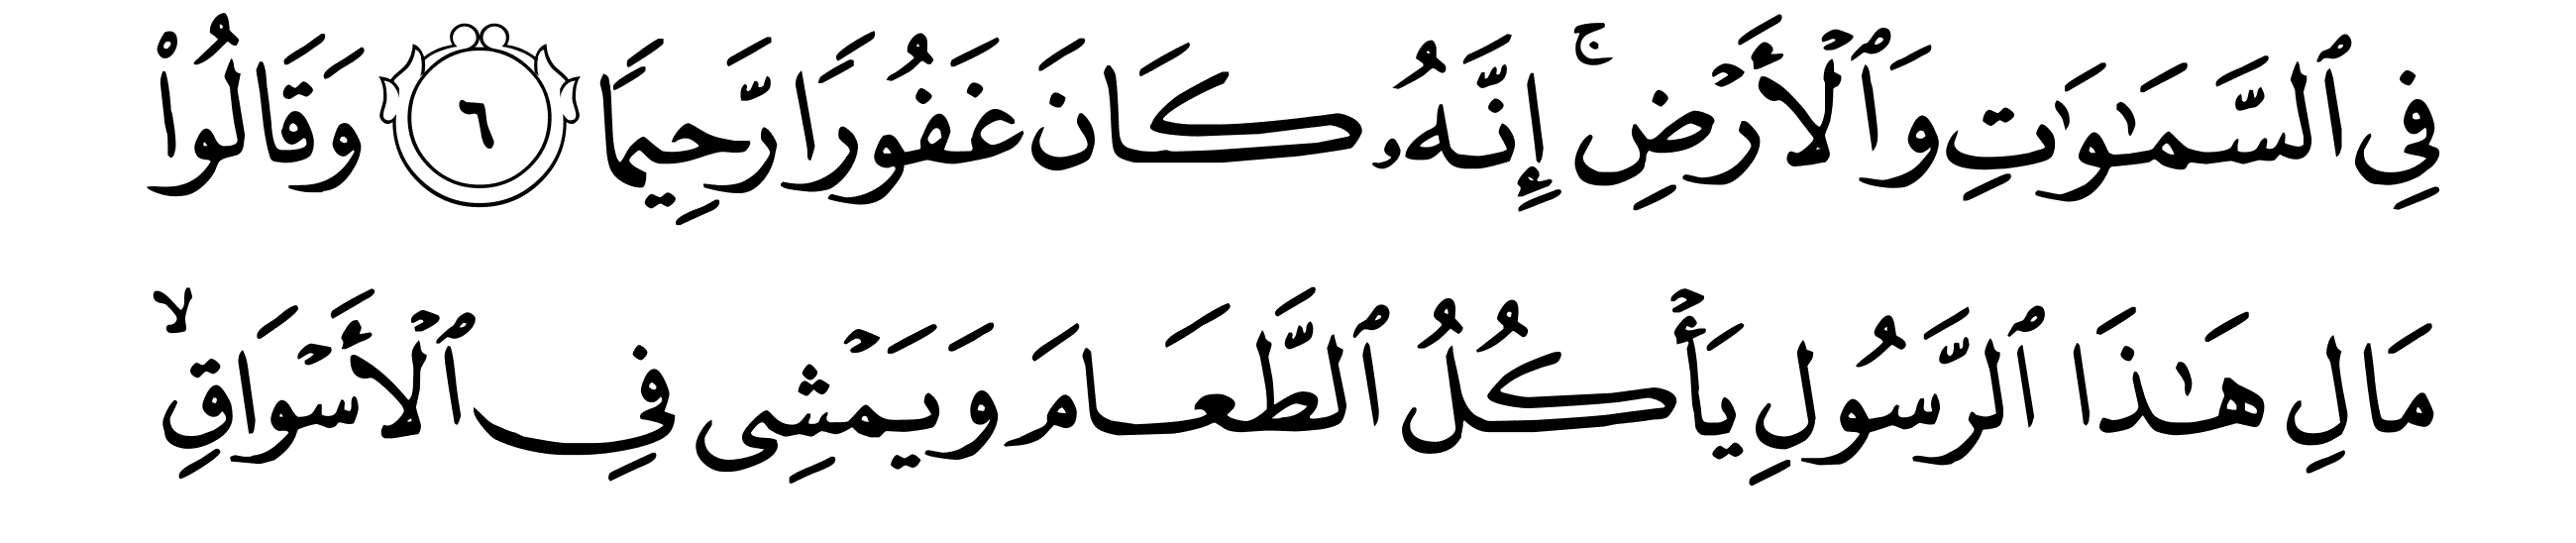 فِي ٱلسَّمَـٰوَٰتِ وَٱلْأَرْضِ ۚ إِنَّهُۥ كَانَ غَفُورًا رَّحِيمًا ٦ وَقَالُوا۟
مَالِ هَـٰذَا ٱلرَّسُولِ يَأْكُلُ ٱلطَّعَامَ وَيَمْشِى فِى ٱلْأَسْوَاقِ ۙ